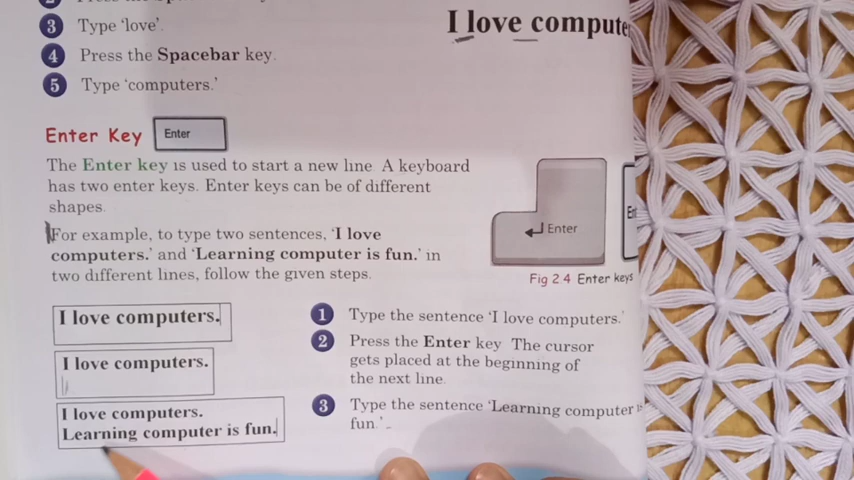 3 Type 'love'.
I love compute
4 Press the Spacebar key.
5 Type 'computers.'
Enter Key Enter
The Enter key is used to start a new line A keyboard
has two enter keys. Enter keys can be of different
shapes.
Enter
Fig 2.4 Enter keys
For example, to type two sentences, 'I love
computers.' and 'Learning computer is fun.' in
two different lines, follow the given steps.
I love computers.
I love computers.
I love computers.
Learning computer is fun.
1 Type the sentence 'I love computers.'
2 Press the Enter key The cursor
gets placed at the beginning of
the next line.
3 Type the sentence 'Learning computer is
fun.'